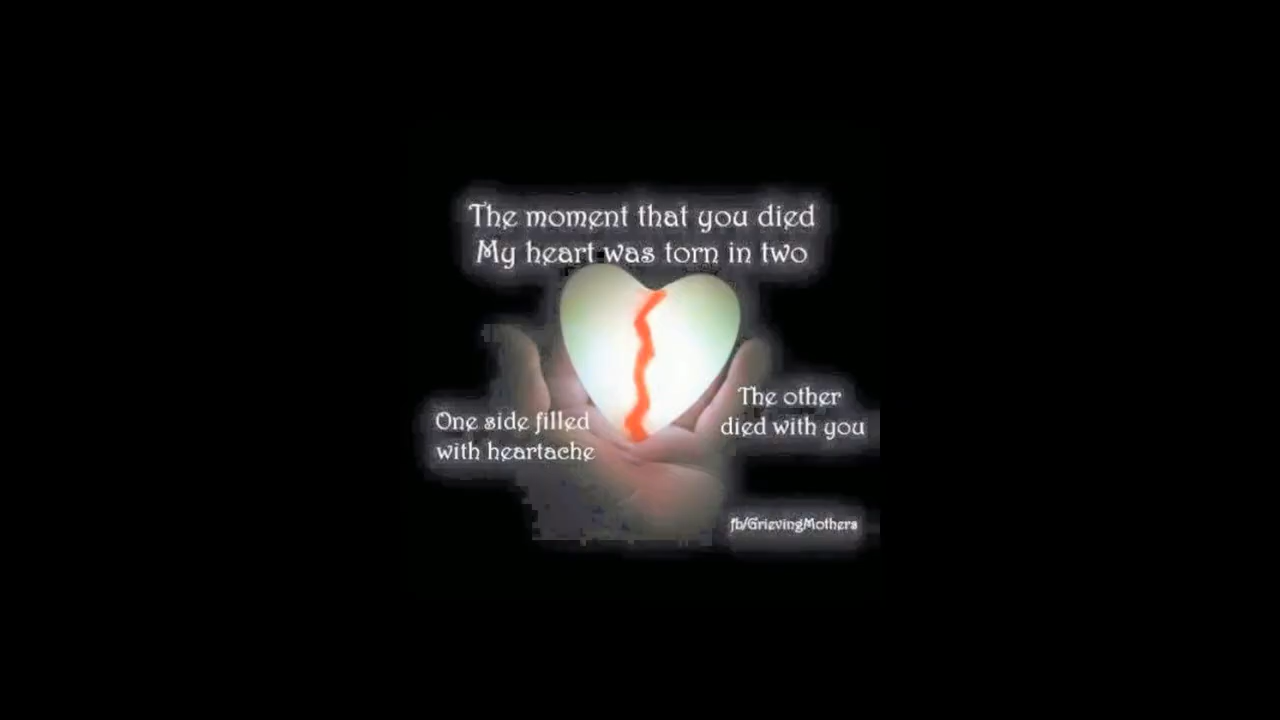 The moment that you died
My heart was torn in two
One side filled
with heartache
The other
died with you
fb/GrievingMothers